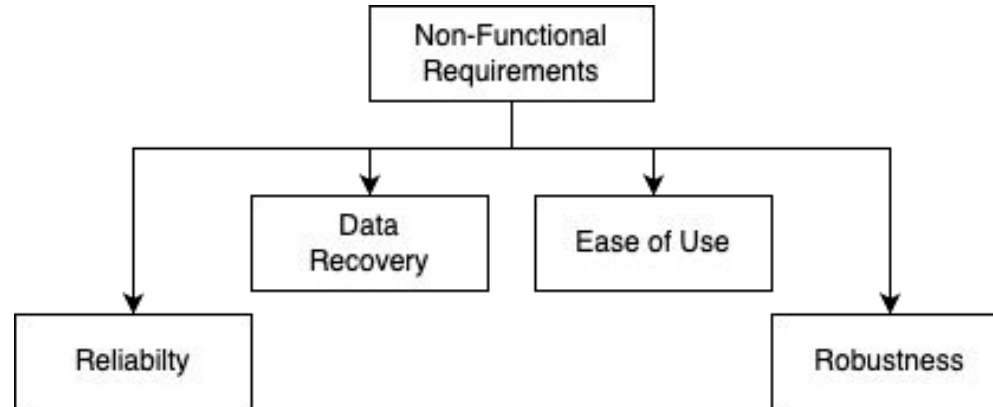 Non-Functional
Requirements
Data
Recovery
Ease of Use
Reliabilty
Robustness